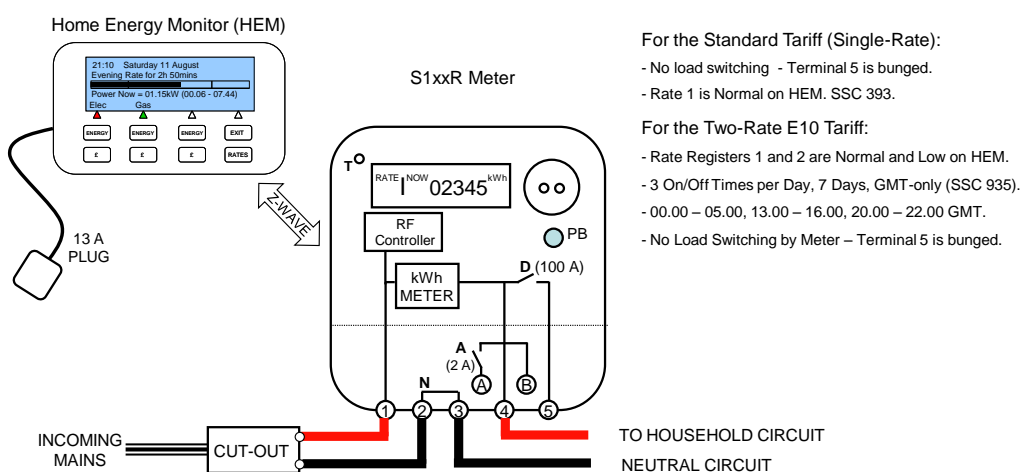 Home Energy Monitor (HEM)
21:10 Saturday 11 August
Evening Rate for 2h 50mins
Power Now = 01.15kW (00.06 - 07.44)
Elec Gas
ENERGY ENERGY ENERGY EXIT
£ £ £ RATES
13 A
PLUG
Z-WAVE
S1xxR Meter
T
RATE I NOW 02345 kWh
RF
Controller
PB
kWh
METER
D (100 A)
A
(2 A)
A B
N
1 2 3 4 5
INCOMING
MAINS
CUT-OUT
TO HOUSEHOLD CIRCUIT
NEUTRAL CIRCUIT
For the Standard Tariff (Single-Rate):
- No load switching - Terminal 5 is bunged.
- Rate 1 is Normal on HEM. SSC 393.
For the Two-Rate E10 Tariff:
- Rate Registers 1 and 2 are Normal and Low on HEM.
- 3 On/Off Times per Day, 7 Days, GMT-only (SSC 935).
- 00.00 – 05.00, 13.00 – 16.00, 20.00 – 22.00 GMT.
- No Load Switching by Meter – Terminal 5 is bunged.